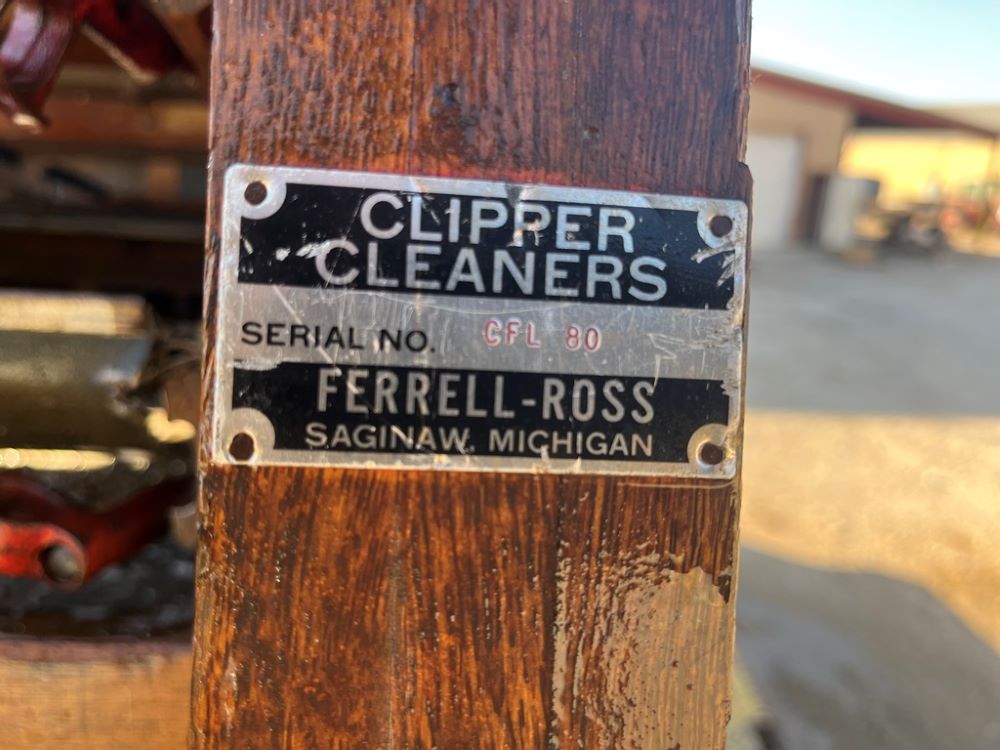 CLIPPER
CLEANERS
SERIAL NO. CFL 80
FERRELL-ROSS
SAGINAW, MICHIGAN